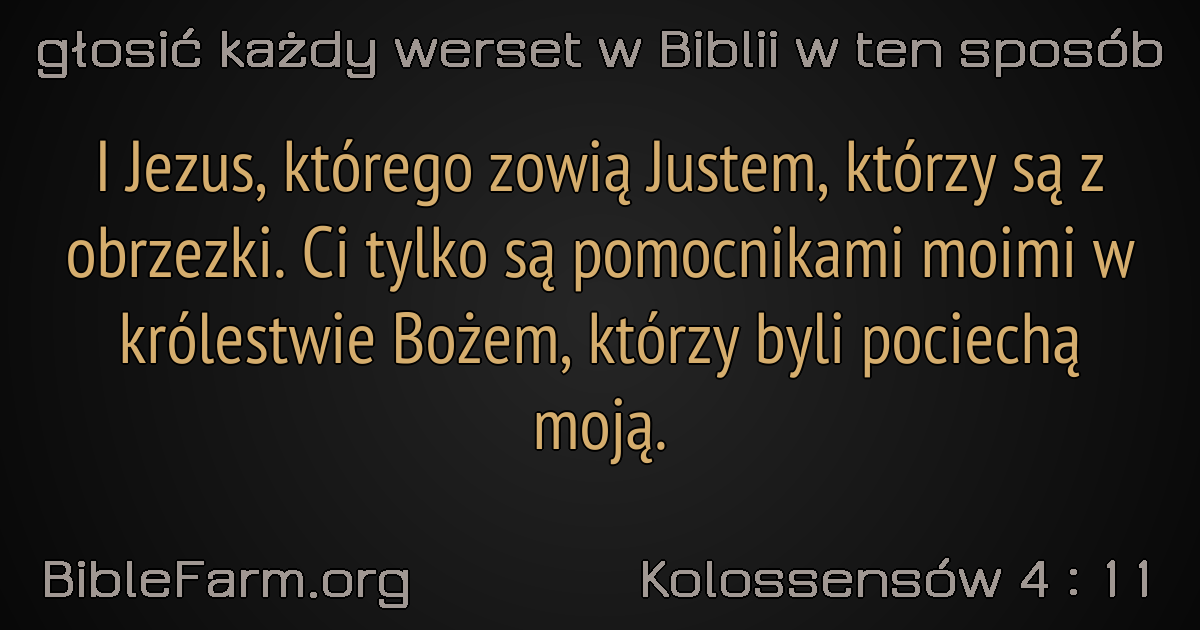 głosić każdy werset w Biblii w ten sposób
I Jezus, którego zowią Justem, którzy są z
obrzezki. Ci tylko są pomocnikami moimi w
królestwie Bożem, którzy byli pociechą
moją.
BibleFarm.org
Kolossensów 4 : 11